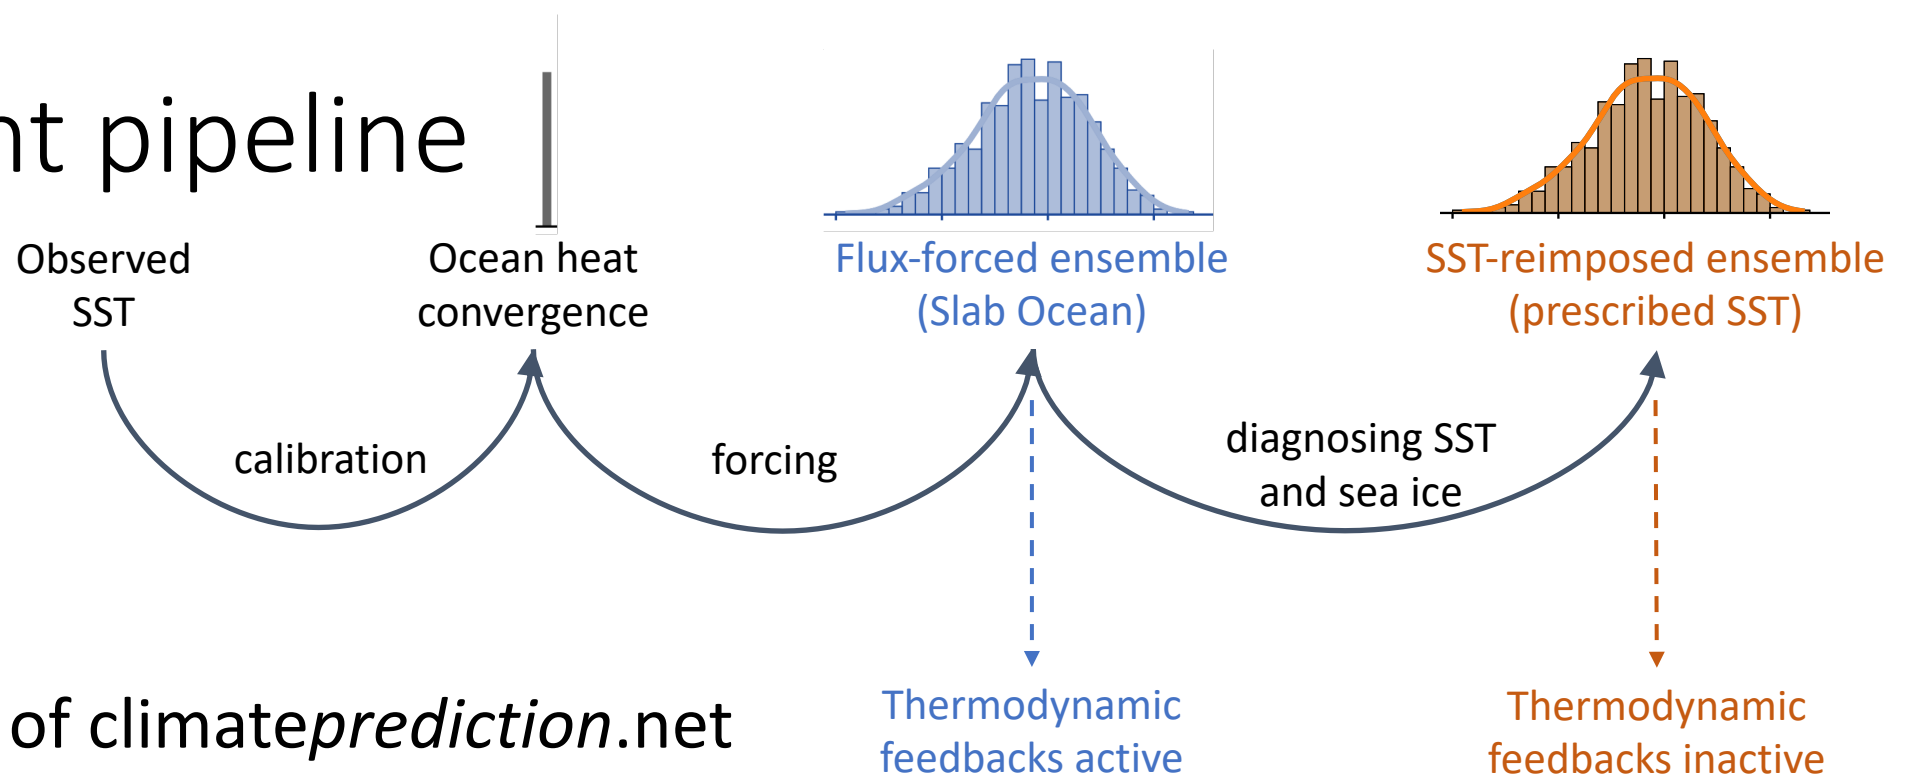 nt pipeline
Observed
SST
Ocean heat
convergence
Flux-forced ensemble
(Slab Ocean)
SST-reimposed ensemble
(prescribed SST)
calibration
forcing
diagnosing SST
and sea ice
of climateprediction.net
Thermodynamic
feedbacks active
Thermodynamic
feedbacks inactive